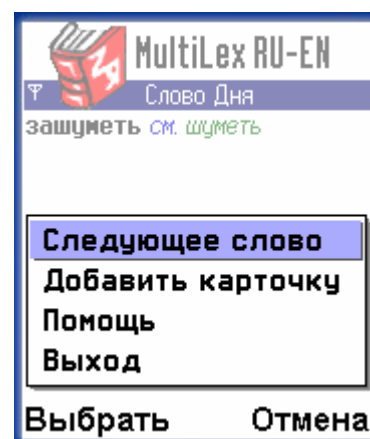 MultiLex RU-EN
Слово Дня
зашуметь см. шуметь
Следующее слово
Добавить карточку
Помощь
Выход
Выбрать Отмена